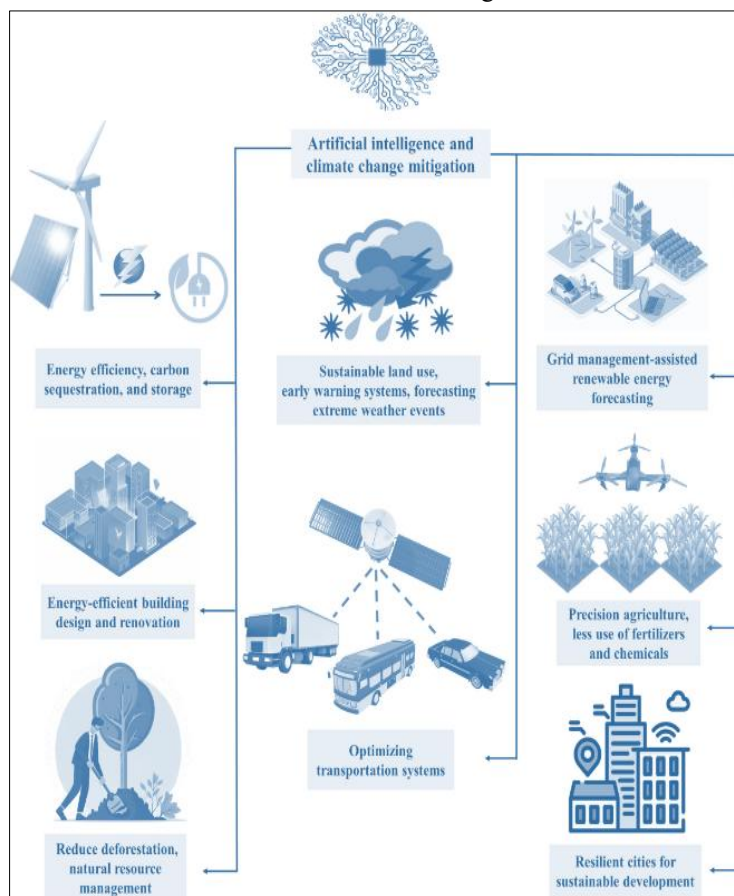 Artificial intelligence and
climate change mitigation
Energy efficiency, carbon
sequestration, and storage
Sustainable land use,
early warning systems, forecasting
extreme weather events
Grid management-assisted
renewable energy
forecasting
Energy-efficient building
design and renovation
Precision agriculture,
less use of fertilizers
and chemicals
Optimizing
transportation systems
Reduce deforestation,
natural resource
management
Resilient cities for
sustainable development